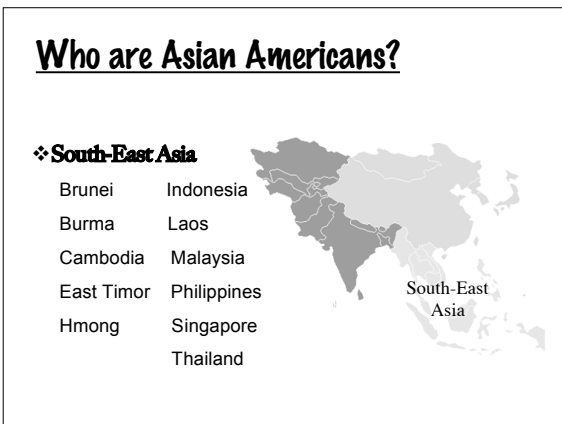 Who are Asian Americans?
❖South-East Asia
Brunei Indonesia
Burma Laos
Cambodia Malaysia
East Timor Philippines
Hmong Singapore
Thailand
South-East
Asia